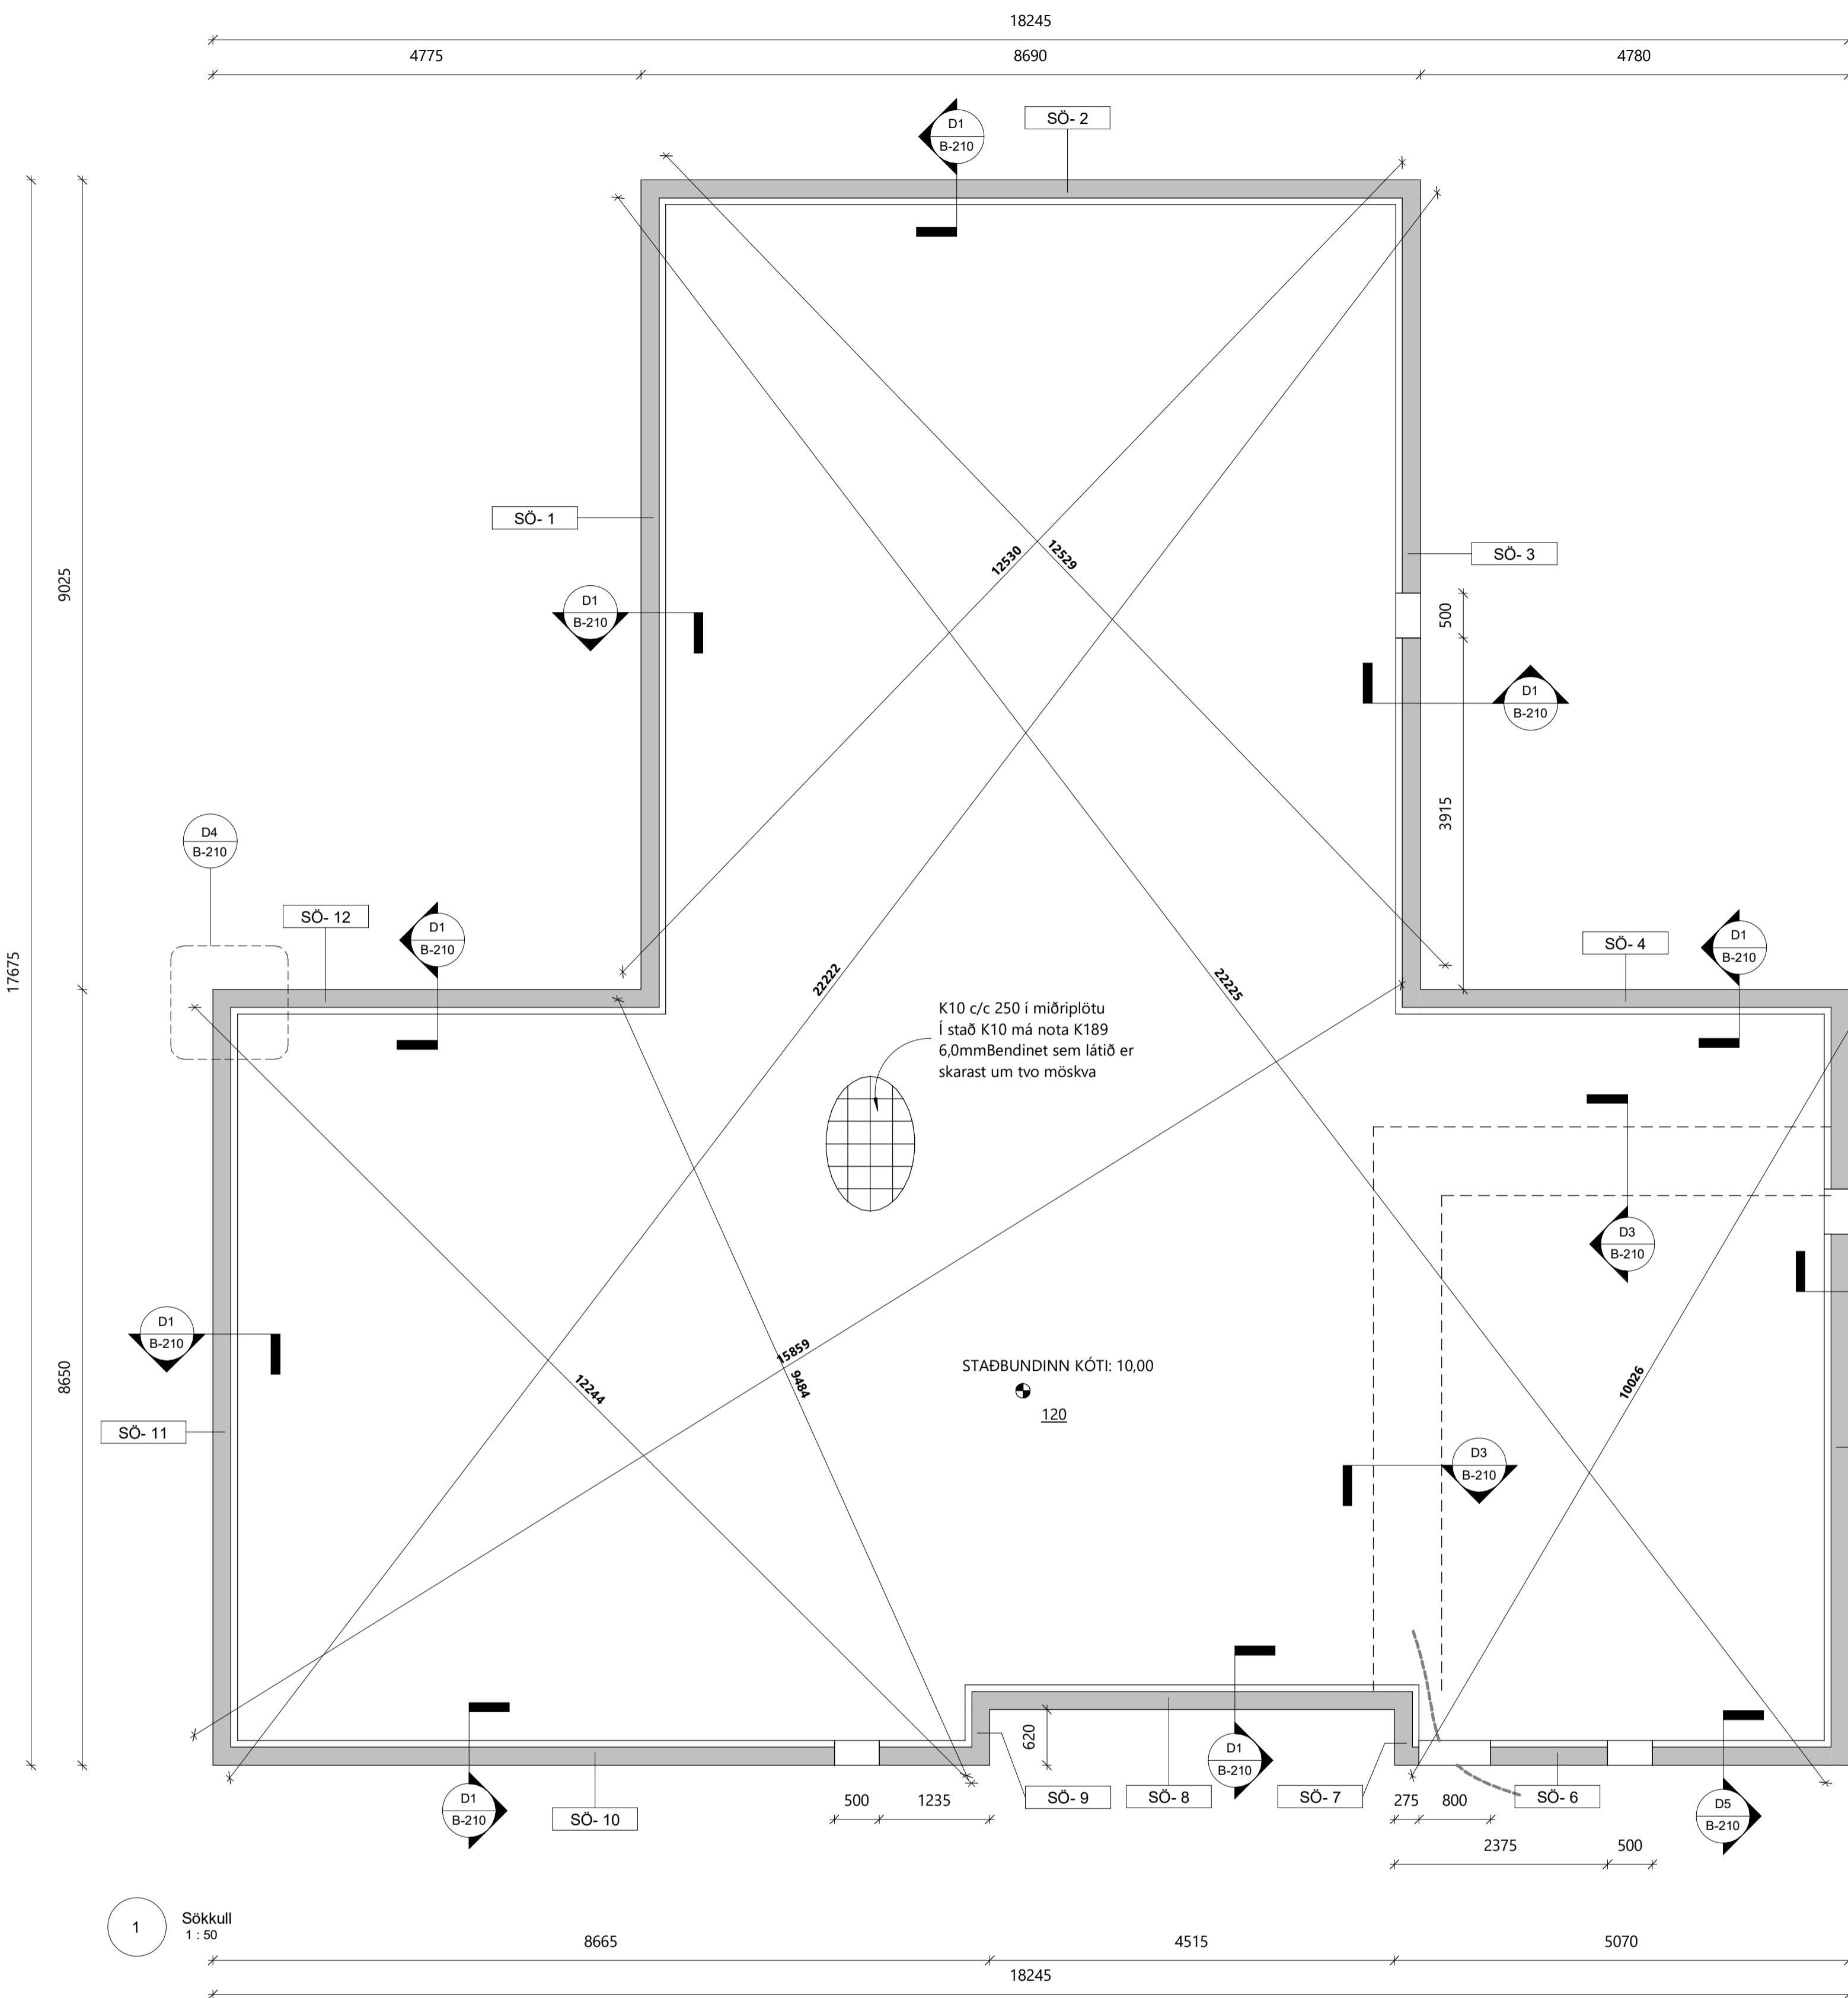 18245
4775
8690
4780
D1
B-210
SÖ- 2
SÖ- 1
12530
12529
SÖ- 3
9025
D1
B-210
500
D1
B-210
3915
D4
B-210
SÖ- 12
D1
B-210
SÖ- 4
D1
B-210
17675
22222
22225
K10 c/c 250 í miðriplötu
Í stað K10 má nota K189
6,0mmBendinet sem látið er
skarast um tvo möskva
D3
B-210
D1
B-210
8650
15859
9484
12244
STAÐBUNDINN KÓTI: 10,00
120
10026
SÖ- 11
D3
B-210
620
D1
B-210
SÖ- 9
SÖ- 8
SÖ- 7
SÖ- 6
D1
B-210
SÖ- 10
500
1235
275
800
D5
B-210
2375
500
1
Sökkull
1 : 50
8665
4515
5070
18245